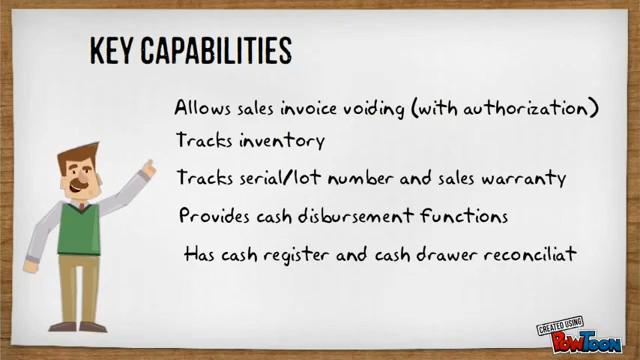 KEY CAPABILITIES
Allows sales invoice voiding (with authorization)
Tracks inventory
Tracks serial/lot number and sales warranty
Provides cash disbursement functions
Has cash register and cash drawer reconciliat
CREATED USING
POWTOON